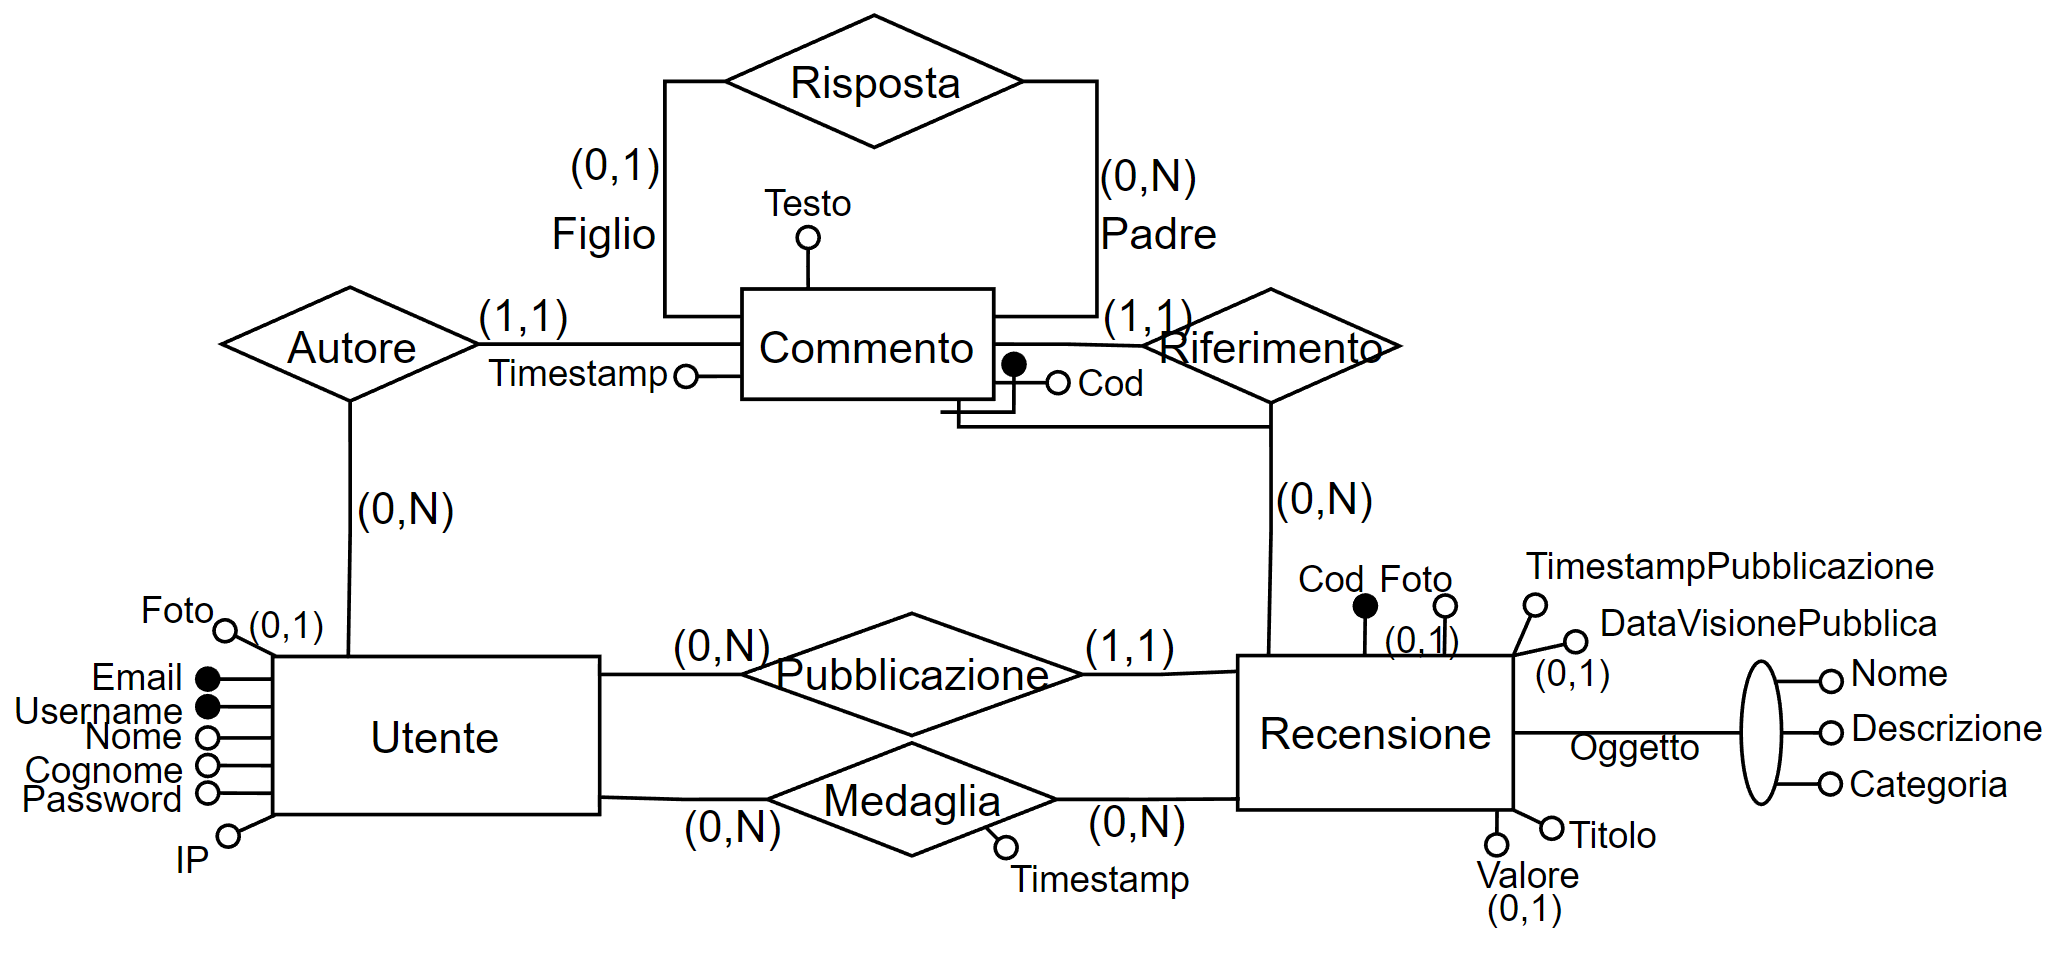 Risposta
(0,1)
(0,N)
Testo
Figlio
Padre
(1,1)
(1,1)
Autore
Commento
Riferimento
Timestamp
Cod
(0,N)
(0,N)
TimestampPubblicazione
Cod
Foto
Foto
(0,1)
DataVisionePubblica
(0,1)
(0,N)
(1,1)
(0,1)
Email
Pubblicazione
Nome
Username
Nome
Utente
Recensione
Descrizione
Oggetto
Cognome
Categoria
Password
Medaglia
(0,N)
(0,N)
Titolo
IP
Timestamp
Valore
(0,1)